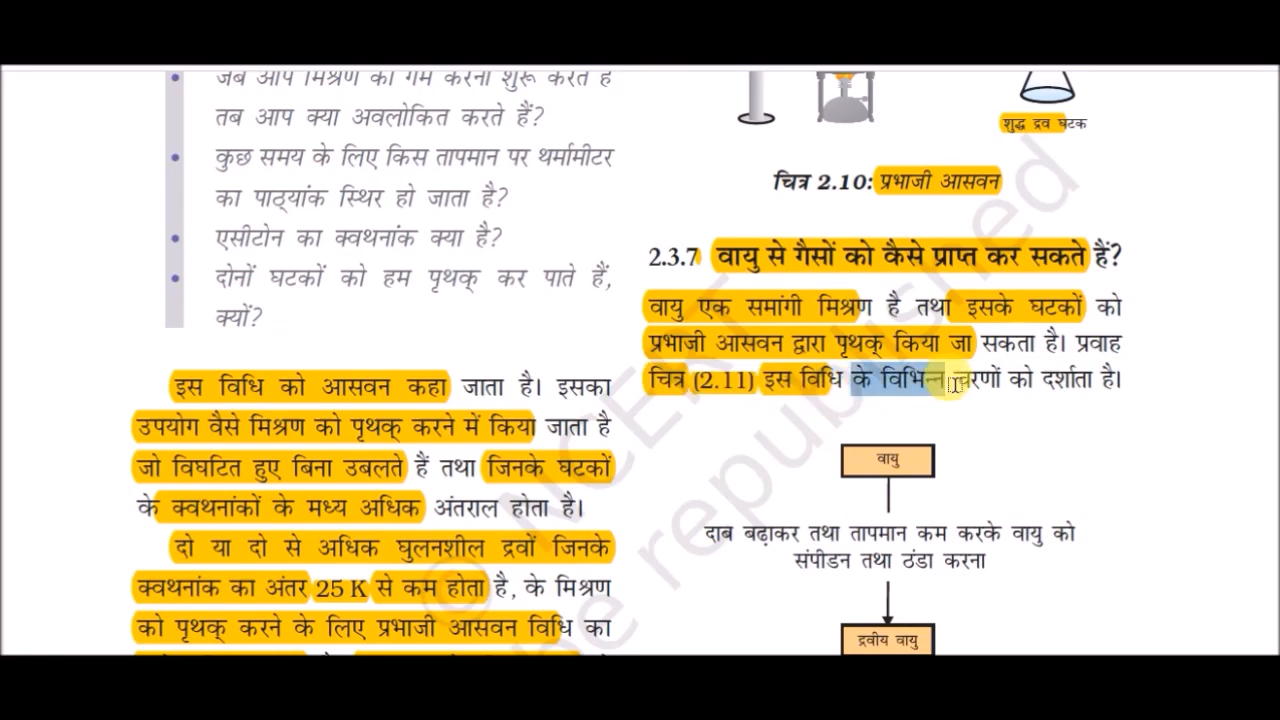 जब आप मिश्रण को गर्म करना शुरू करते हैं
तब आप क्या अवलोकित करते हैं?
कुछ समय के लिए किस तापमान पर थर्मामीटर
का पाठ्यांक स्थिर हो जाता है?
एसीटोन का क्वथनांक क्या है?
दोनों घटकों को हम पृथक् कर पाते हैं,
क्यों?
इस विधि को आसवन कहा जाता है। इसका
उपयोग वैसे मिश्रण को पृथक् करने में किया जाता है
जो विघटित हुए बिना उबलते हैं तथा जिनके घटकों
के क्वथनांकों के मध्य अधिक अंतराल होता है।
दो या दो से अधिक घुलनशील द्रवों जिनके
क्वथनांक का अंतर 25 K से कम होता है, के मिश्रण
को पृथक् करने के लिए प्रभाजी आसवन विधि का
शुद्ध द्रव घटक
चित्र 2.10: प्रभाजी आसवन
2.3.7 वायु से गैसों को कैसे प्राप्त कर सकते हैं?
वायु एक समांगी मिश्रण है तथा इसके घटकों को
प्रभाजी आसवन द्वारा पृथक् किया जा सकता है। प्रवाह
चित्र (2.11) इस विधि के विभिन्न चरणों को दर्शाता है।
वायु
दाब बढ़ाकर तथा तापमान कम करके वायु को
संपीडन तथा ठंडा करना
द्रवीय वायु
© NCERT
be republished